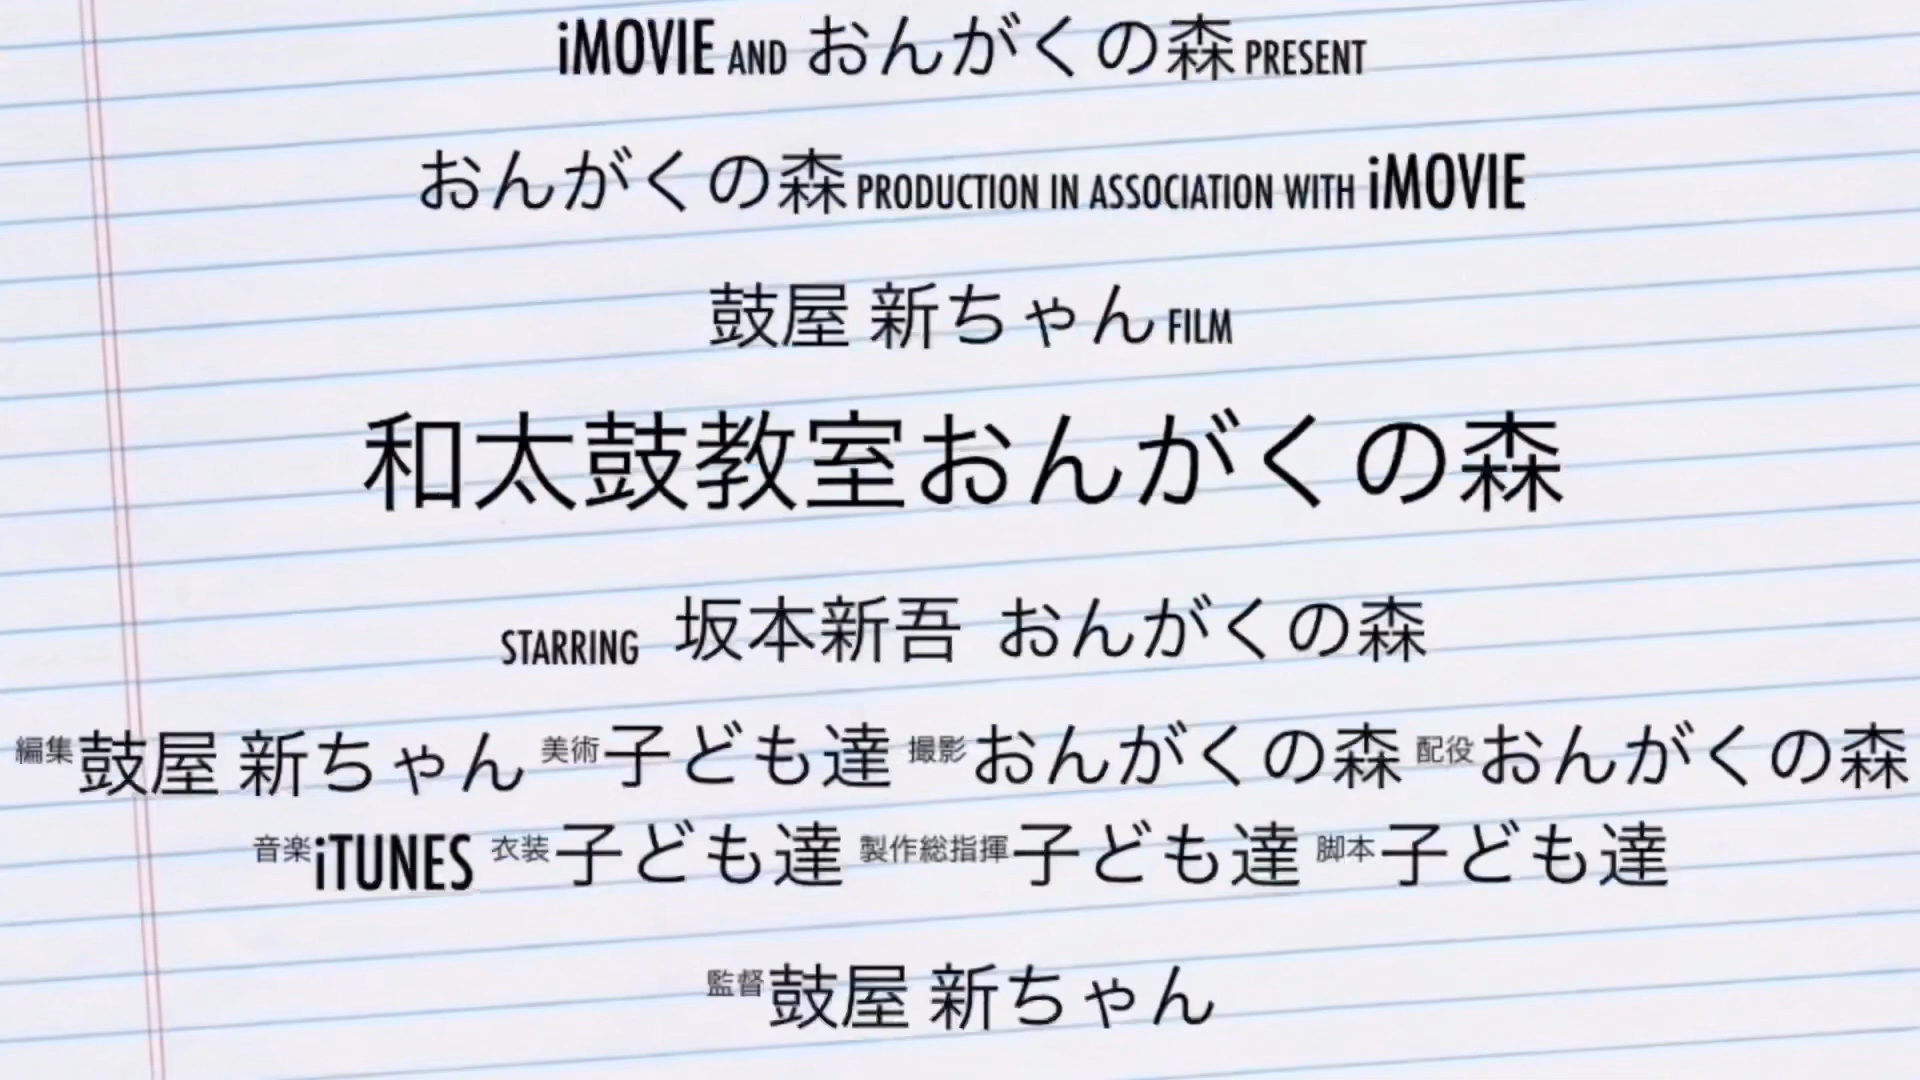 iMOVIE AND おんがくの森 PRESENT
おんがくの森 PRODUCTION IN ASSOCIATION WITH iMOVIE
鼓屋 新ちゃん FILM
和太鼓教室おんがくの森
STARRING 坂本新吾 おんがくの森
編集 鼓屋 新ちゃん 美術 子ども達 撮影 おんがくの森 配役 おんがくの森
音楽 iTUNES 衣装 子ども達 製作総指揮 子ども達 脚本 子ども達
監督 鼓屋 新ちゃん